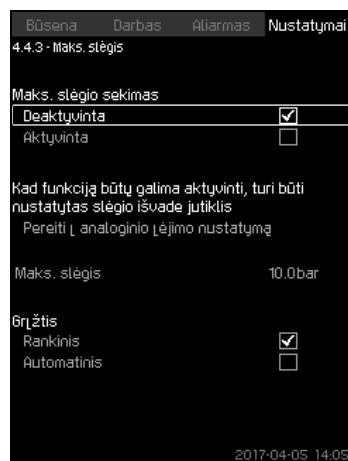 Būsena Darbas Aliarmas Nustatymai
4.4.3 - Maks. slėgis
Maks. slėgio sekimas
Deaktyvinta
Aktyvinta
Kad funkciją būtų galima aktyvinti, turi būti
nustatytas slėgio išvade jutiklis
Pereiti į analoginio įėjimo nustatymą
Maks. slėgis 10.0bar
Grįžtis
Rankinis
Automatinis
2017-04-05 14:05